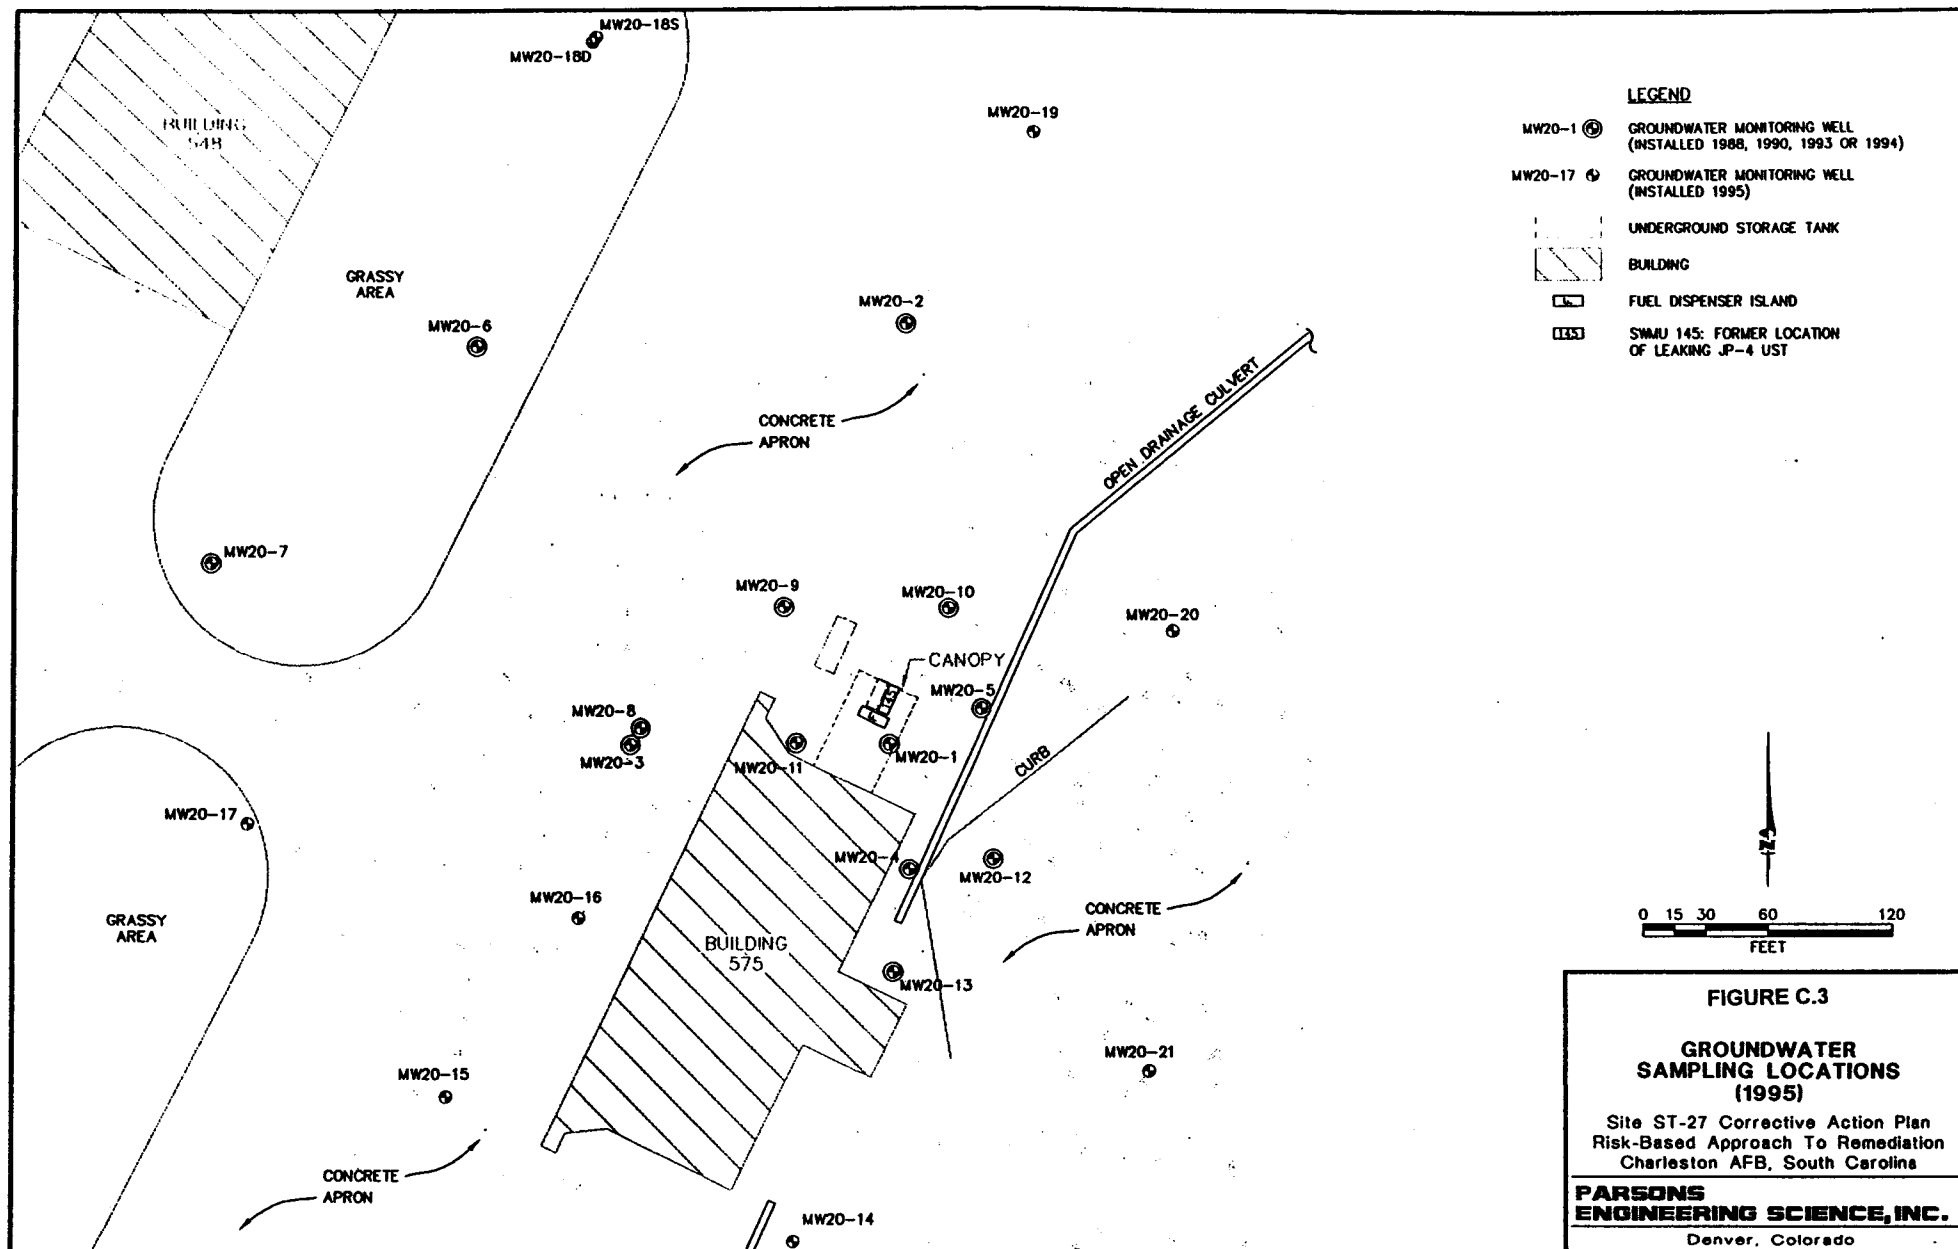 MW20-18S
MW20-18D
MW20-19
BUILDING
548
GRASSY
AREA
MW20-6
MW20-2
CONCRETE
APRON
OPEN DRAINAGE CULVERT
MW20-7
MW20-9
MW20-10
MW20-20
CANOPY
MW20-5
145
MW20-8
MW20-3
MW20-11
MW20-1
CURB
MW20-17
MW20-4
MW20-12
MW20-16
GRASSY
AREA
BUILDING
575
CONCRETE
APRON
MW20-13
MW20-21
MW20-15
CONCRETE
APRON
MW20-14
LEGEND
MW20-1 GROUNDWATER MONITORING WELL
(INSTALLED 1988, 1990, 1993 OR 1994)
MW20-17 GROUNDWATER MONITORING WELL
(INSTALLED 1995)
UNDERGROUND STORAGE TANK
BUILDING
FUEL DISPENSER ISLAND
145 SWMU 145: FORMER LOCATION
OF LEAKING JP-4 UST
N
0 15 30 60 120
FEET
FIGURE C.3
GROUNDWATER
SAMPLING LOCATIONS
(1995)
Site ST-27 Corrective Action Plan
Risk-Based Approach To Remediation
Charleston AFB, South Carolina
PARSONS
ENGINEERING SCIENCE, INC.
Denver, Colorado